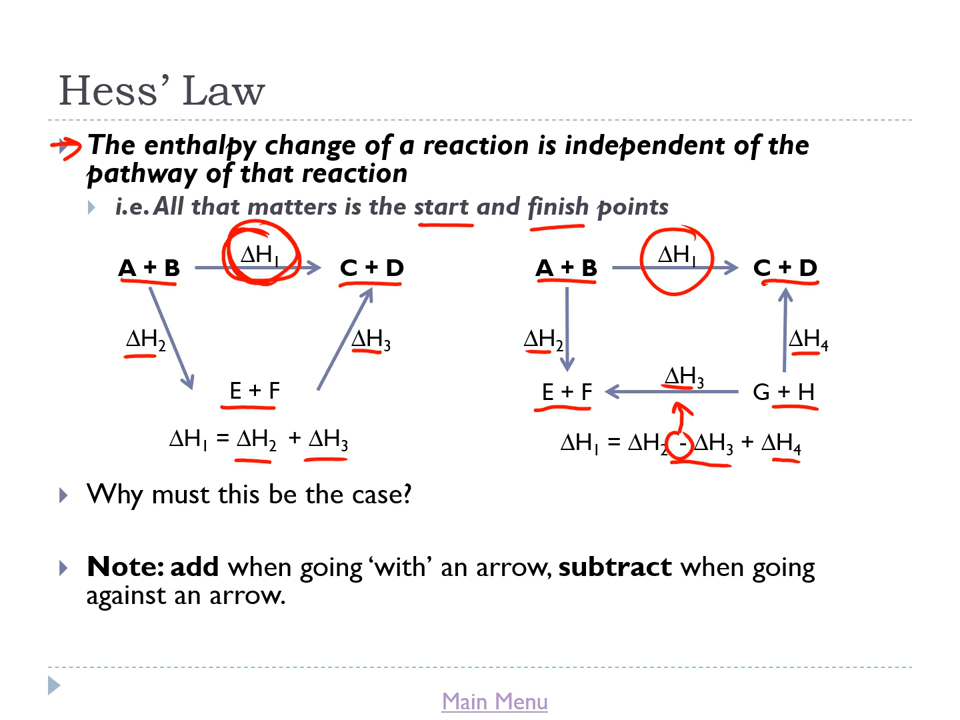 Hess’ Law
The enthalpy change of a reaction is independent of the
pathway of that reaction
i.e. All that matters is the start and finish points
A + B
ΔH₁
C + D
ΔH₂
ΔH₃
E + F
ΔH₁ = ΔH₂ + ΔH₃
A + B
ΔH₁
C + D
ΔH₂
ΔH₄
E + F
ΔH₃
G + H
ΔH₁ = ΔH₂ - ΔH₃ + ΔH₄
Why must this be the case?
Note: add when going ‘with’ an arrow, subtract when going
against an arrow.
Main Menu